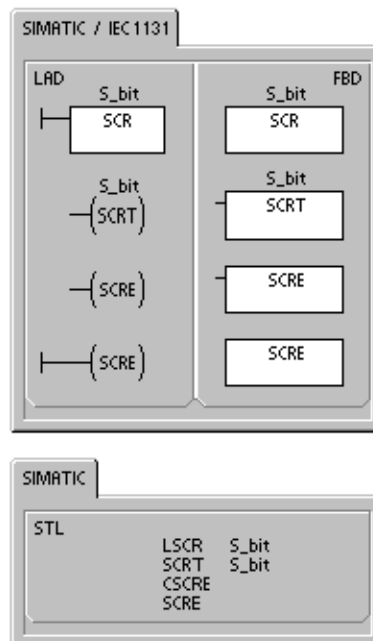 SIMATIC / IEC1131
LAD
FBD
S_bit
SCR
S_bit
SCR
S_bit
SCRT
S_bit
SCRT
SCRE
SCRE
SCRE
SCRE
SIMATIC
STL
LSCR S_bit
SCRT S_bit
CSCRE
SCRE